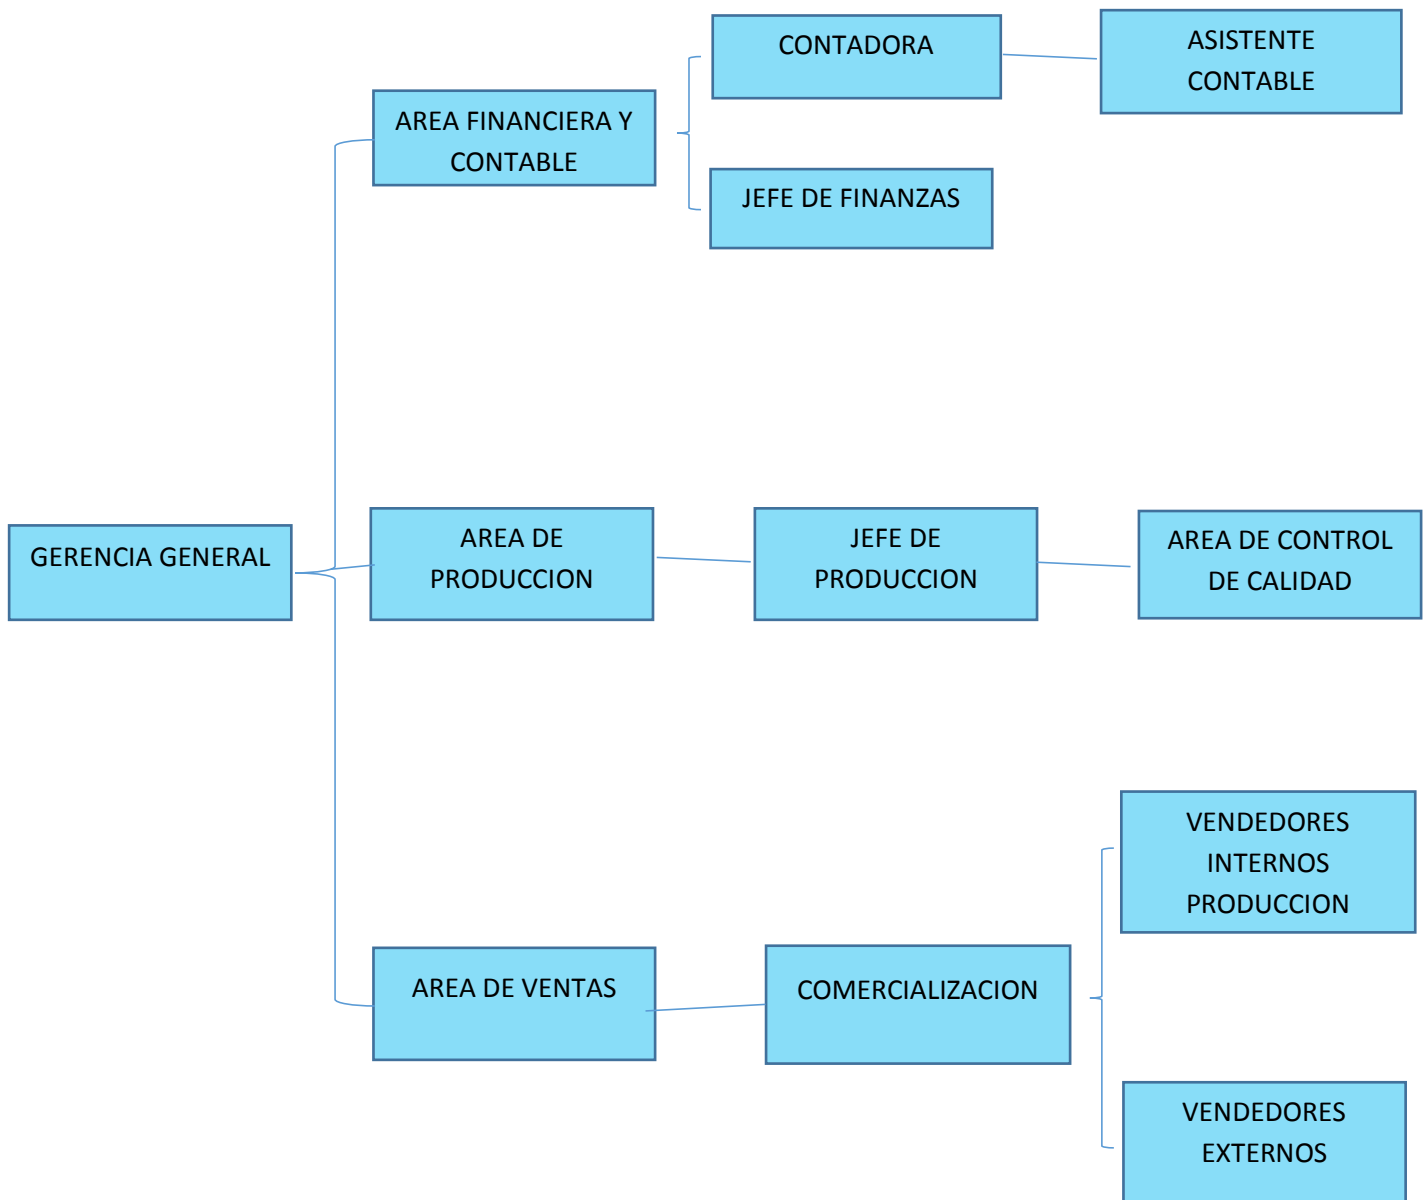 CONTADORA
ASISTENTE
CONTABLE
AREA FINANCIERA Y
CONTABLE
JEFE DE FINANZAS
GERENCIA GENERAL
AREA DE
PRODUCCION
JEFE DE
PRODUCCION
AREA DE CONTROL
DE CALIDAD
VENDEDORES
INTERNOS
PRODUCCION
AREA DE VENTAS
COMERCIALIZACION
VENDEDORES
EXTERNOS